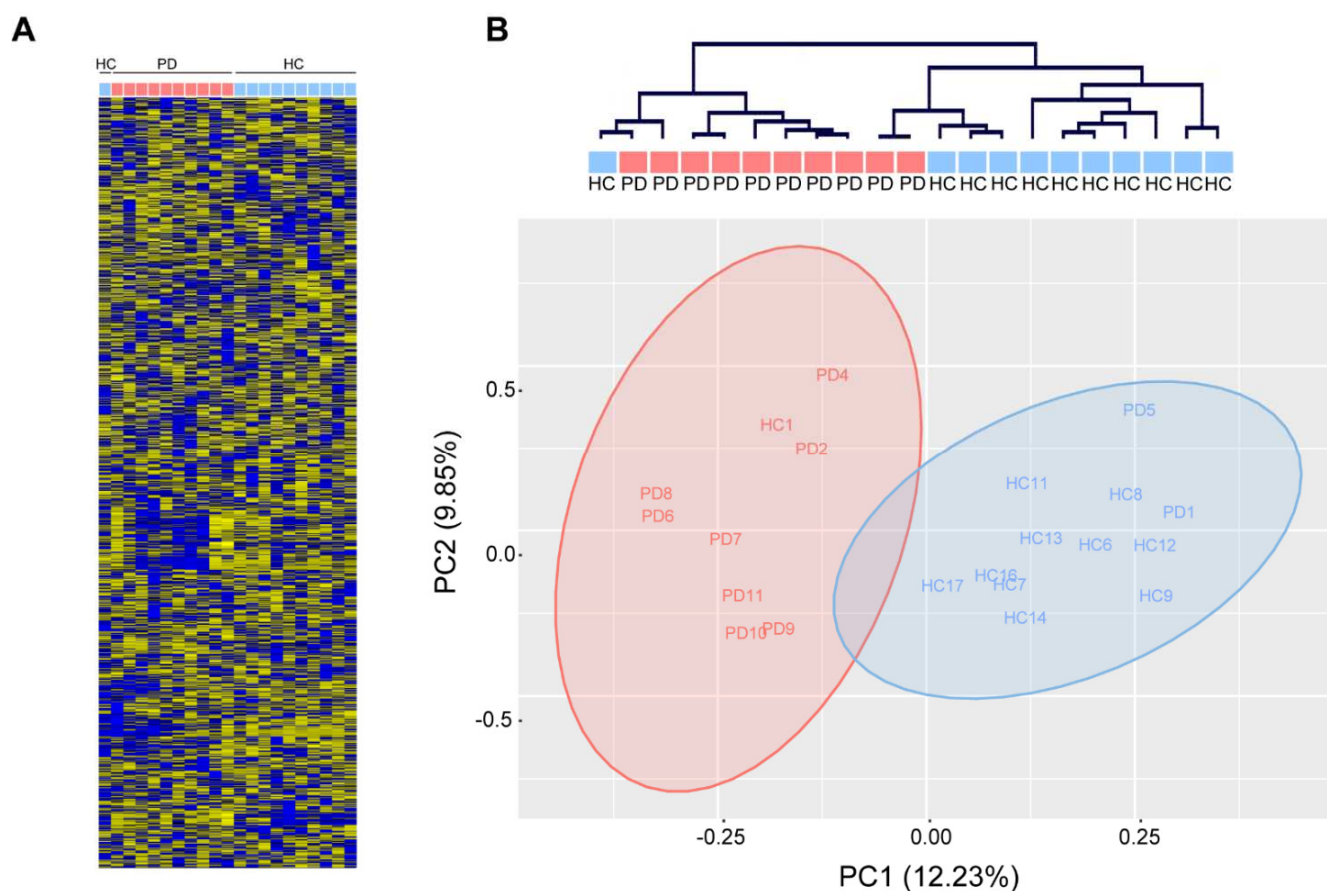 A
HC PD HC
B
HC PD PD PD PD PD PD PD PD PD PD HC HC HC HC HC HC HC HC HC HC
PD4
PD5
HC1
PD2
PD8
HC11
HC8
PD6
PD1
PD7
HC13
HC6
HC12
HC16
HC17
HC7
PD11
HC9
HC14
PD10
PD9
0.5
0.0
-0.5
PC2 (9.85%)
-0.25
0.00
0.25
PC1 (12.23%)